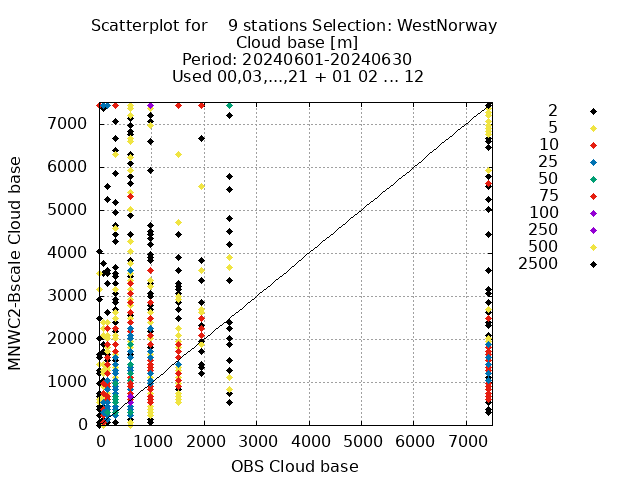 Scatterplot for    9 stations Selection: WestNorway
Cloud base [m]
Period: 20240601-20240630
Used 00,03,...,21 + 01 02 ... 12
MNWC2-Bscale Cloud base
7000
6000
5000
4000
3000
2000
1000
0
0 1000 2000 3000 4000 5000 6000 7000
OBS Cloud base
2
5
10
25
50
75
100
250
500
2500